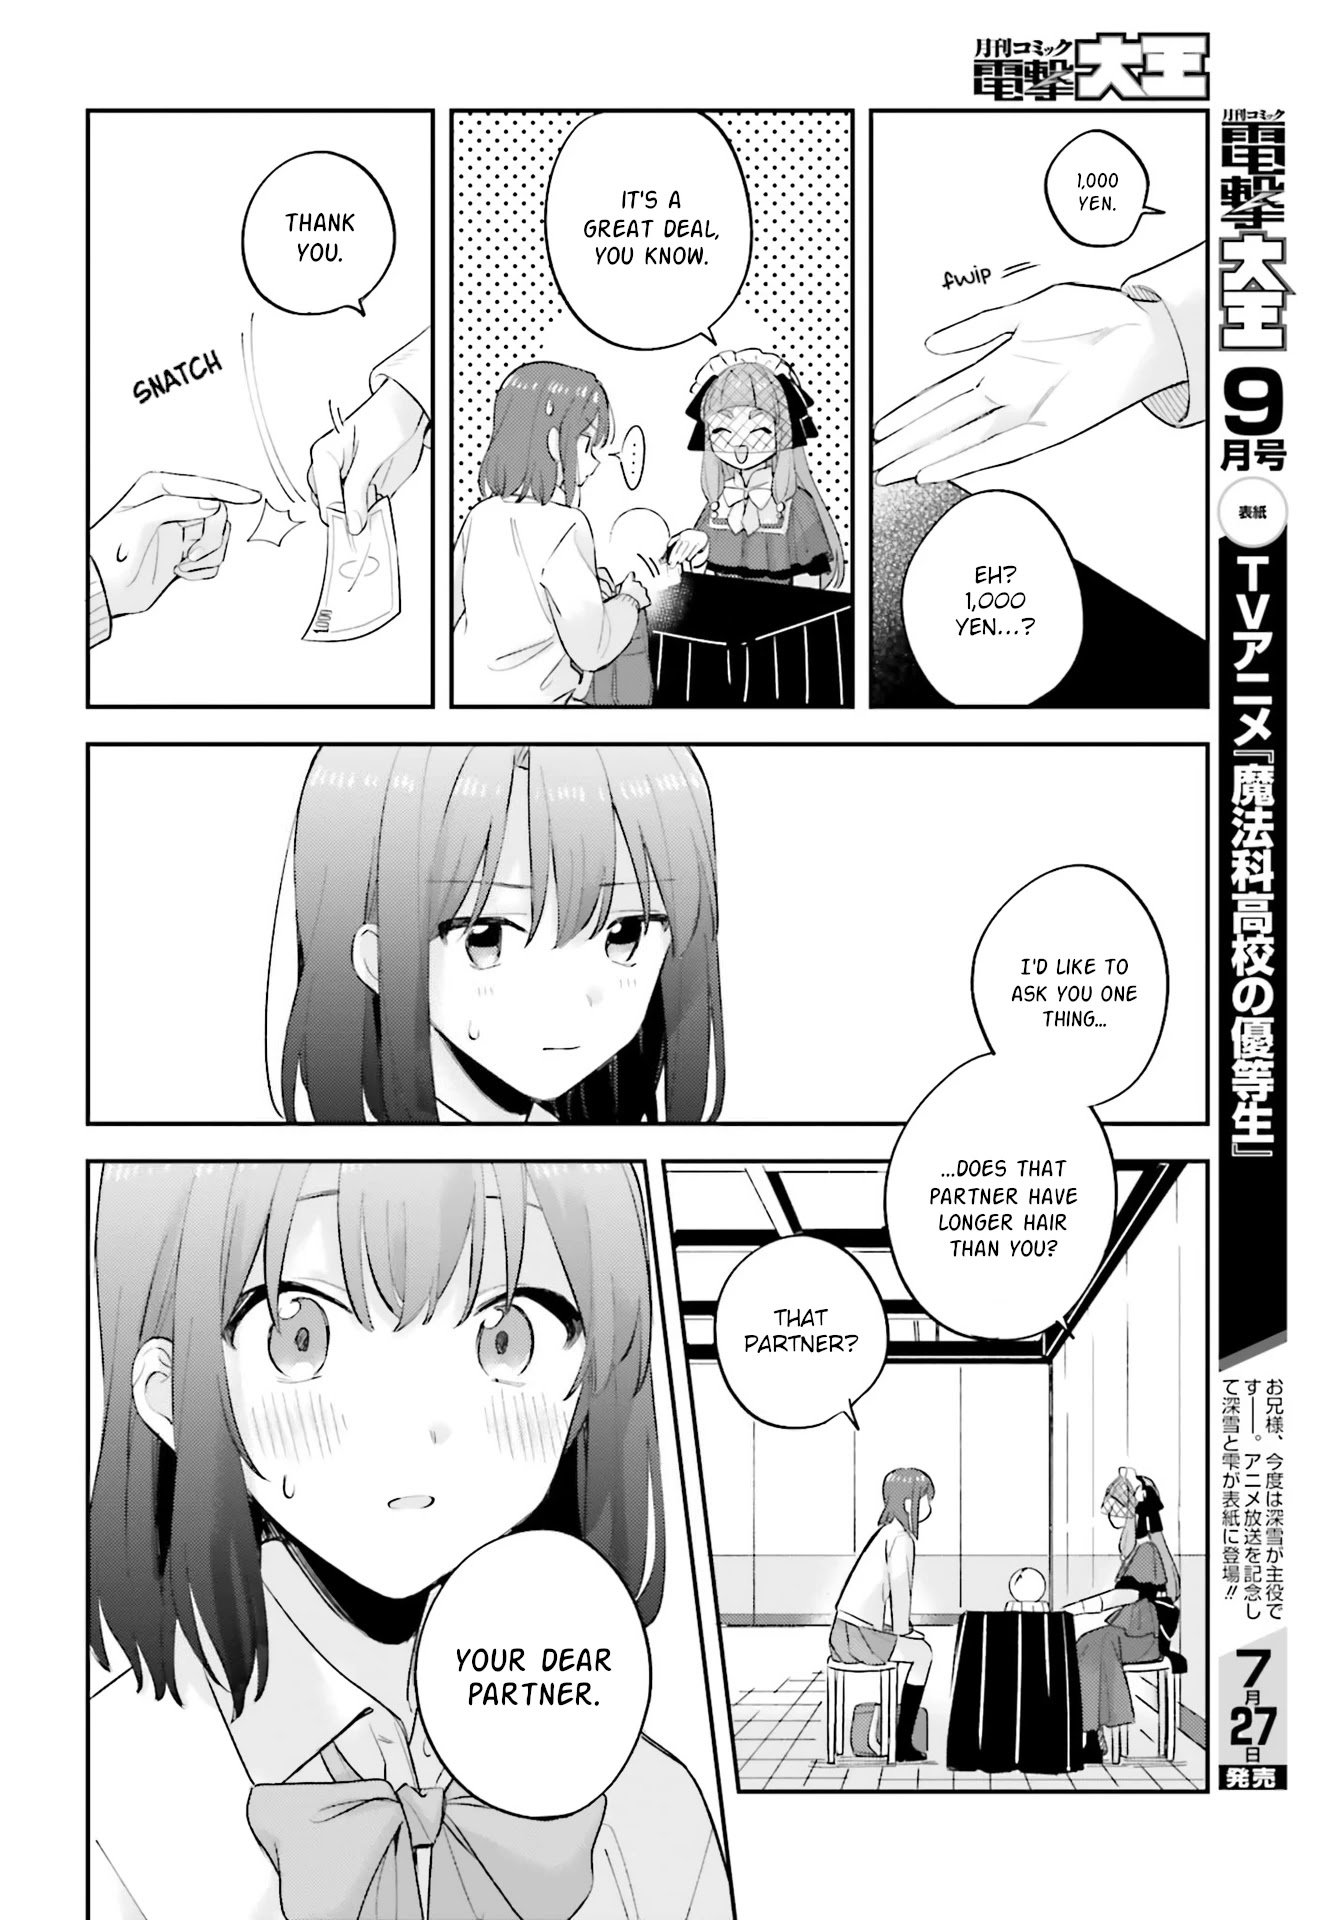 月刊コミック
電撃大王
1,000
YEN.
fwip
EH?
1,000
YEN...?
IT'S A
GREAT DEAL,
YOU KNOW.
THANK
YOU.
SNATCH
I'D LIKE TO
ASK YOU ONE
THING...
...DOES THAT
PARTNER HAVE
LONGER HAIR
THAN YOU?
THAT
PARTNER?
YOUR DEAR
PARTNER.
月刊コミック
電撃大王
9
月号
表紙
TVアニメ『魔法科高校の優等生』
お兄様、今度は深雪が主役で
す――。アニメ放送を記念し
て深雪と雫が表紙に登場!!
7月27日
発売